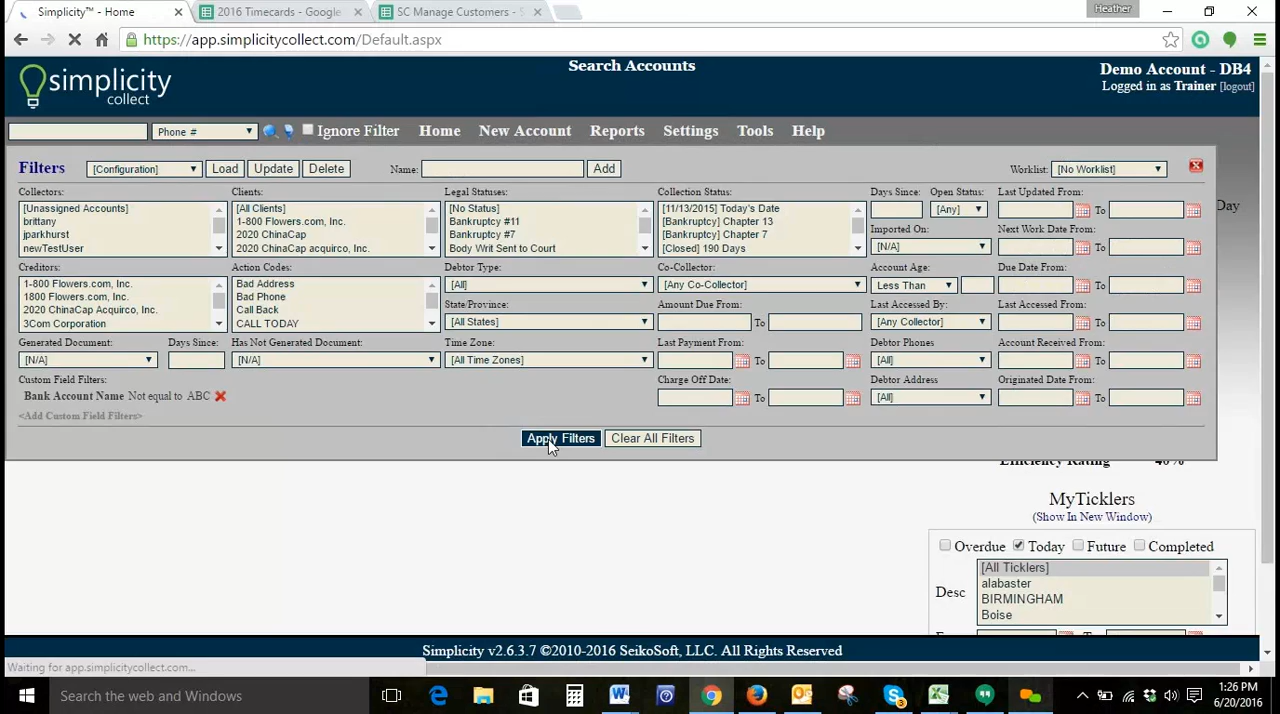 Simplicity™ - Home
2016 Timecards - Google
SC Manage Customers - S
Heather
https://app.simplicitycollect.com/Default.aspx
simplicity
collect
Search Accounts
Demo Account - DB4
Logged in as Trainer [logout]
Phone #
Ignore Filter
Home
New Account
Reports
Settings
Tools
Help
Filters
[Configuration]
Load
Update
Delete
Name:
Add
Worklist:
[No Worklist]
Day
Collectors:
[Unassigned Accounts]
brittany
jparkhurst
newTestUser
Clients:
[All Clients]
1-800 Flowers.com, Inc.
2020 ChinaCap
2020 ChinaCap acquirco, Inc.
Legal Statuses:
[No Status]
Bankruptcy #11
Bankruptcy #7
Body Writ Sent to Court
Collection Status:
[11/13/2015] Today's Date
[Bankruptcy] Chapter 13
[Bankruptcy] Chapter 7
[Closed] 190 Days
Days Since:
Open Status:
[Any]
Last Updated From:
To
Imported On:
[N/A]
Next Work Date From:
To
Creditors:
1-800 Flowers.com, Inc.
1800 Flowers.com, Inc.
2020 ChinaCap Acquirco, Inc.
3Com Corporation
Action Codes:
Bad Address
Bad Phone
Call Back
CALL TODAY
Debtor Type:
[All]
Co-Collector:
[Any Co-Collector]
Account Age:
Less Than
Due Date From:
To
State/Province:
[All States]
Amount Due From:
To
Last Accessed By:
[Any Collector]
Last Accessed From:
To
Generated Document:
[N/A]
Days Since:
Has Not Generated Document:
[N/A]
Time Zone:
[All Time Zones]
Last Payment From:
To
Debtor Phones
[All]
Account Received From:
To
Custom Field Filters:
Bank Account Name Not equal to ABC
<Add Custom Field Filters>
Charge Off Date:
To
Debtor Address
[All]
Originated Date From:
To
Apply Filters
Clear All Filters
Efficiency Rating 40%
MyTicklers
(Show In New Window)
Overdue
Today
Future
Completed
Desc
[All Ticklers]
alabaster
BIRMINGHAM
Boise
Simplicity v2.6.3.7 ©2010-2016 SeikoSoft, LLC. All Rights Reserved
Waiting for app.simplicitycollect.com...
Search the web and Windows
1:26 PM
6/20/2016